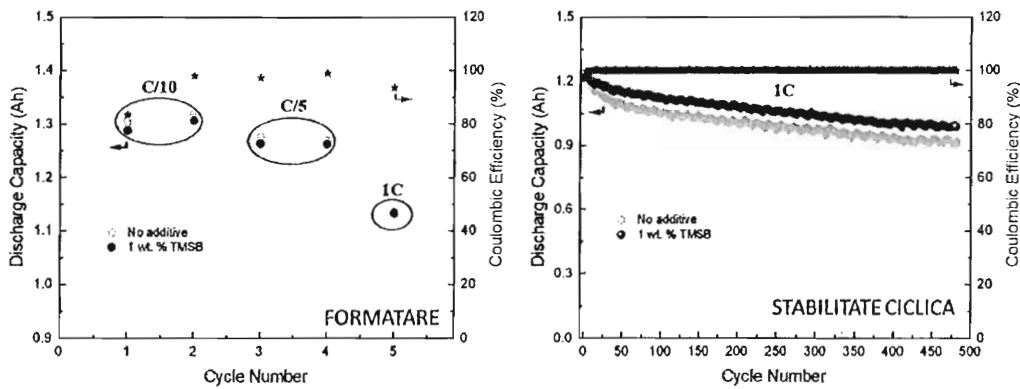 1.5
1.4
1.3
1.2
1.1
1.0
0.9
Discharge Capacity (Ah)
120
100
80
60
40
20
0
Coulombic Efficiency (%)
C/10
C/5
1C
No additive
1 wt. % TMSB
FORMATARE
0 1 2 3 4 5
Cycle Number
1.5
1.2
0.9
0.6
0.3
0.0
Discharge Capacity (Ah)
120
100
80
60
40
20
0
Coulombic Efficiency (%)
1C
No additive
1 wt. % TMSB
STABILITATE CICLICA
0 50 100 150 200 250 300 350 400 450 500
Cycle Number